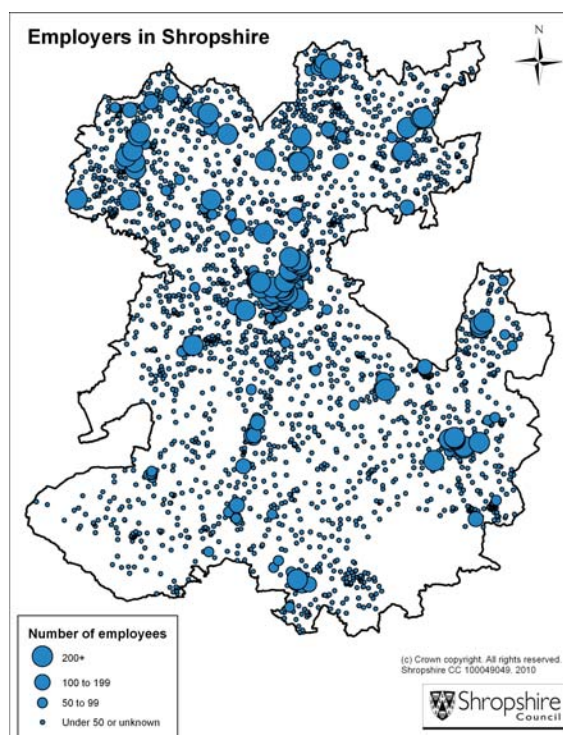 Employers in Shropshire
N
Number of employees
200+
100 to 199
50 to 99
Under 50 or unknown
(c) Crown copyright. All rights reserved.
Shropshire CC 100049049. 2010
Shropshire
Council